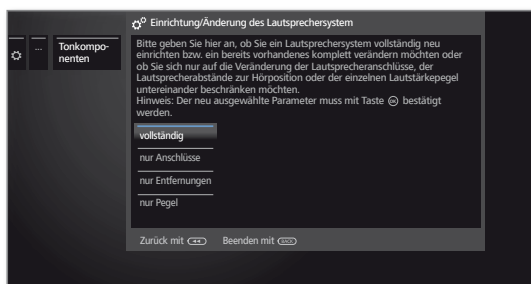 Einrichtung/Änderung des Lautsprechersystem
...
Tonkompo-
nenten
Bitte geben Sie hier an, ob Sie ein Lautsprechersystem vollständig neu
einrichten bzw. ein bereits vorhandenes komplett verändern möchten oder
ob Sie sich nur auf die Veränderung der Lautsprecheranschlüsse, der
Lautsprecherabstände zur Hörposition oder der einzelnen Lautstärkepegel
untereinander beschränken möchten.
Hinweis: Der neu ausgewählte Parameter muss mit Taste OK bestätigt
werden.
vollständig
nur Anschlüsse
nur Entfernungen
nur Pegel
Zurück mit Beenden mit BACK